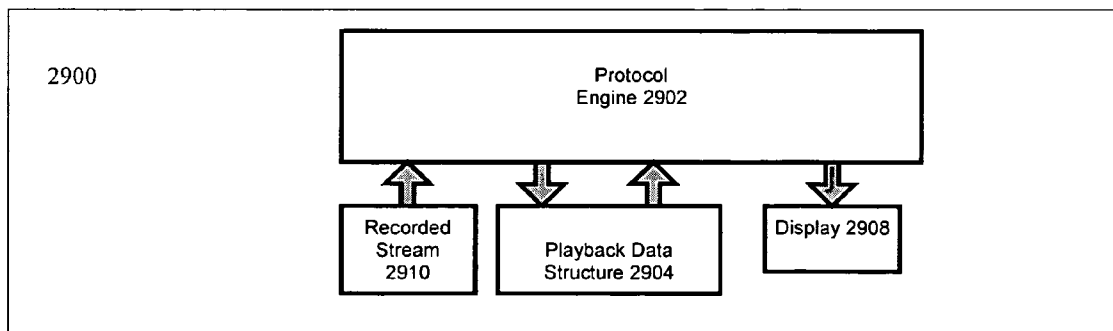 2900
Protocol
Engine 2902
Recorded
Stream
2910
Playback Data
Structure 2904
Display 2908